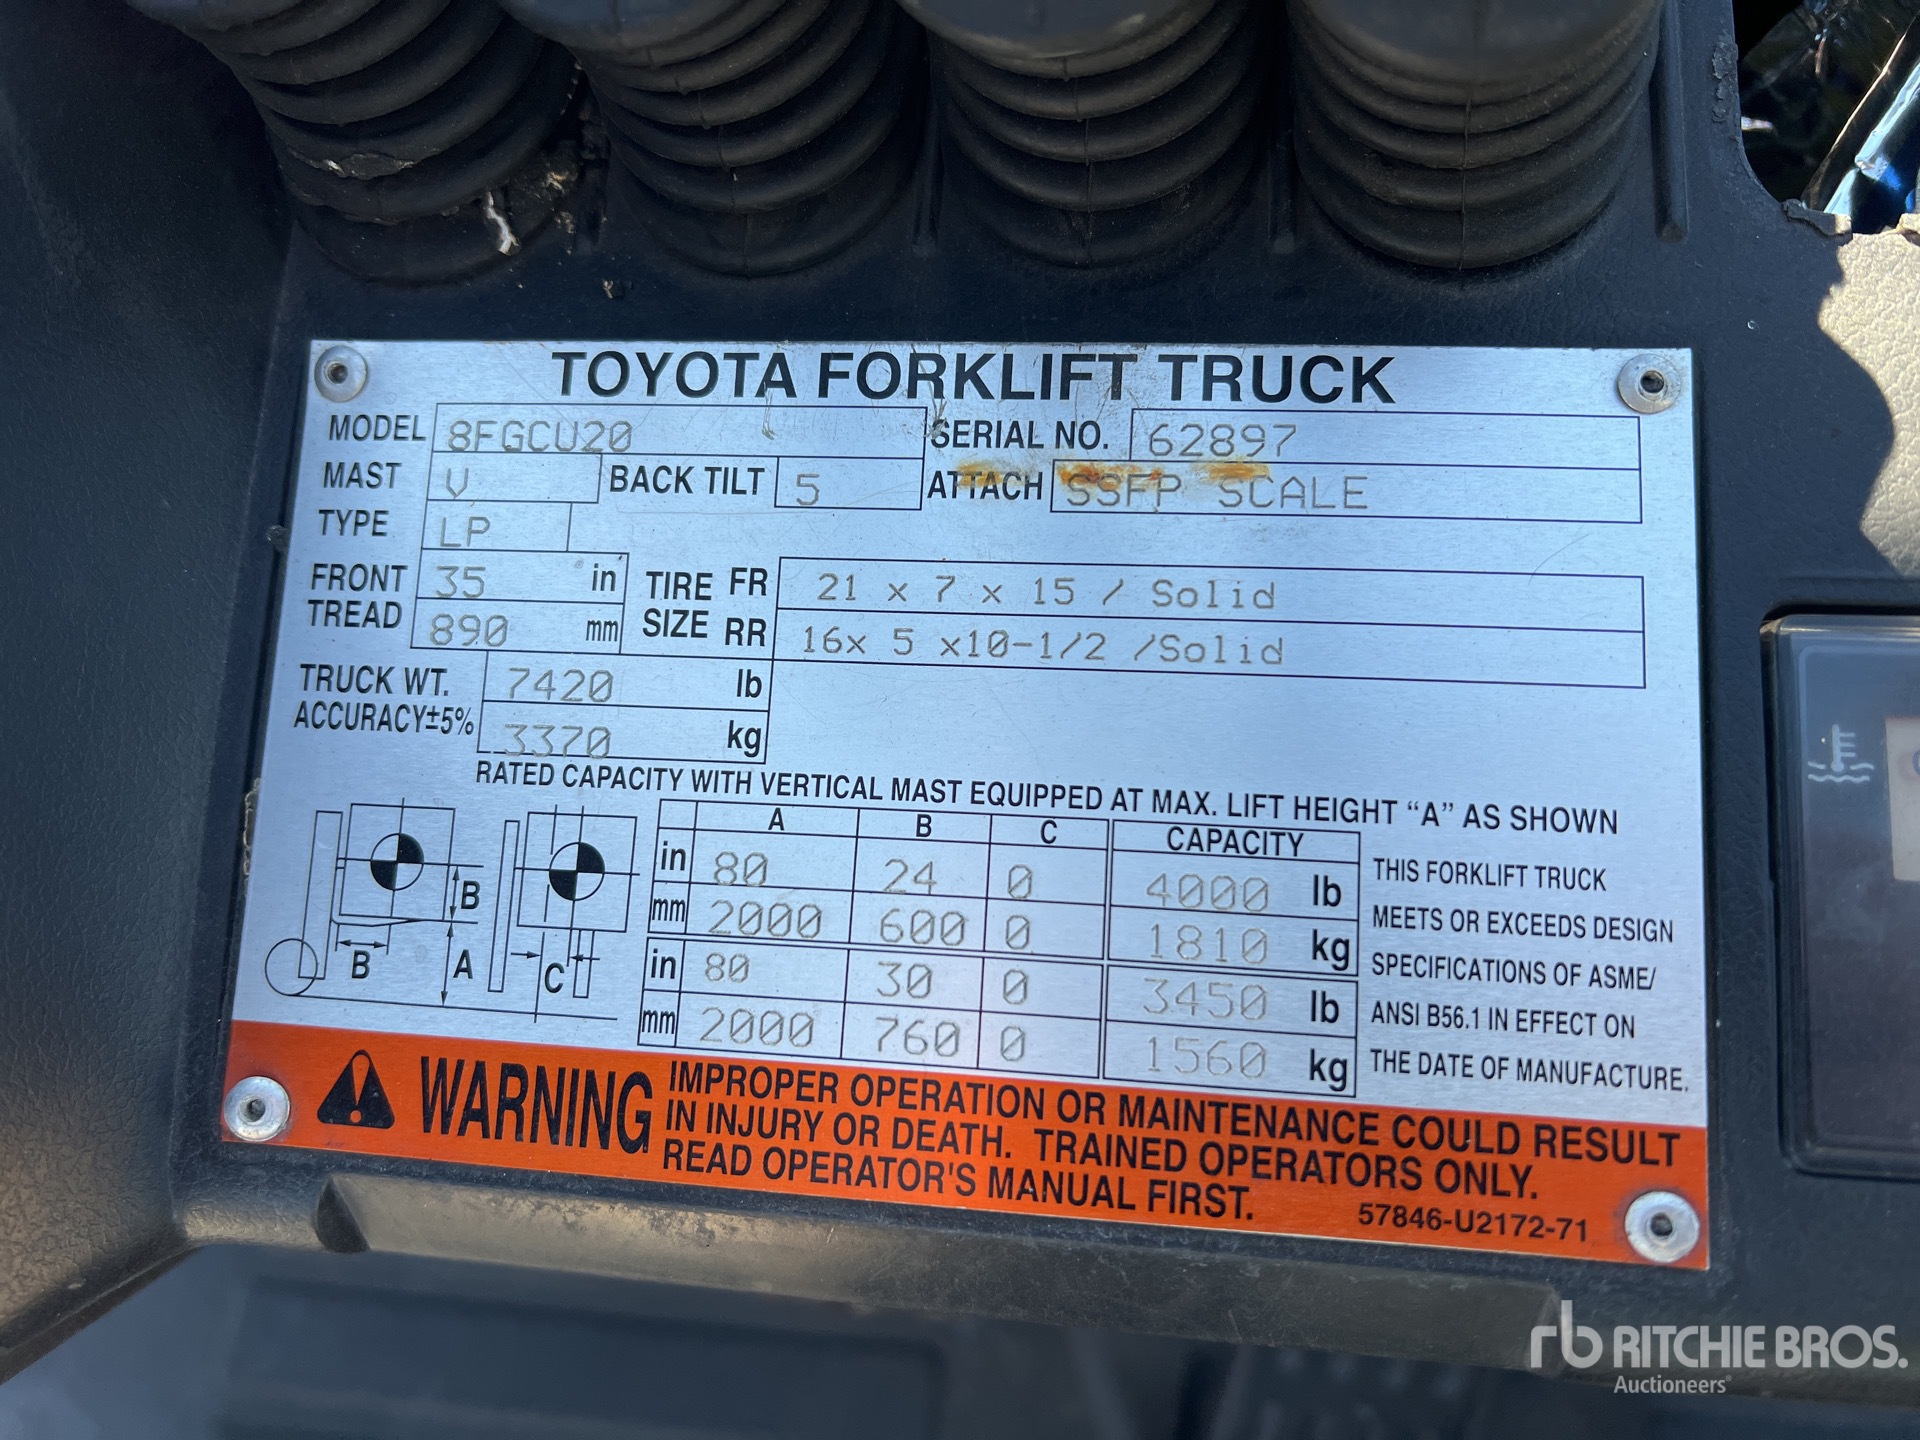 TOYOTA FORKLIFT TRUCK
MODEL 8FGCU20 SERIAL NO. 62897
MAST V BACK TILT 5 ATTACH SSFP SCALE
TYPE LP
FRONT TREAD 35 in TIRE SIZE FR 21 x 7 x 15 / Solid
890 mm RR 16x 5 x10-1/2 /Solid
TRUCK WT. 7420 lb
ACCURACY±5% 3370 kg
RATED CAPACITY WITH VERTICAL MAST EQUIPPED AT MAX. LIFT HEIGHT "A" AS SHOWN
A B C CAPACITY
in 80 24 0 4000 lb
mm 2000 600 0 1810 kg
in 80 30 0 3450 lb
mm 2000 760 0 1560 kg
B
B A C
THIS FORKLIFT TRUCK
MEETS OR EXCEEDS DESIGN
SPECIFICATIONS OF ASME/
ANSI B56.1 IN EFFECT ON
THE DATE OF MANUFACTURE.
WARNING
IMPROPER OPERATION OR MAINTENANCE COULD RESULT
IN INJURY OR DEATH. TRAINED OPERATORS ONLY.
READ OPERATOR'S MANUAL FIRST.
57846-U2172-71
rb RITCHIE BROS.
Auctioneers®